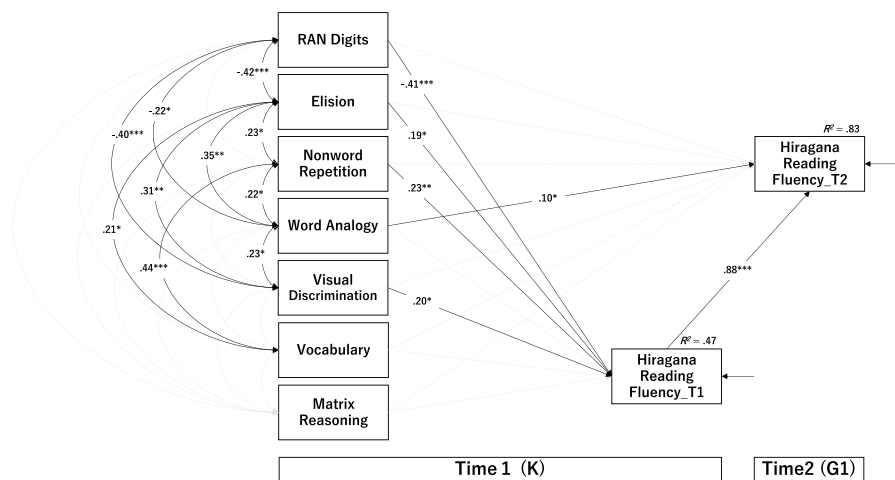 RAN Digits
Elision
Nonword
Repetition
Word Analogy
Visual
Discrimination
Vocabulary
Matrix
Reasoning
-.42***
-.22*
-.40***
.23*
.35**
.31**
.22*
.21*
.23*
.44***
-.41***
.19*
.23**
.10*
.20*
.88***
R² = .83
Hiragana
Reading
Fluency_T2
R² = .47
Hiragana
Reading
Fluency_T1
Time 1 (K)
Time2 (G1)